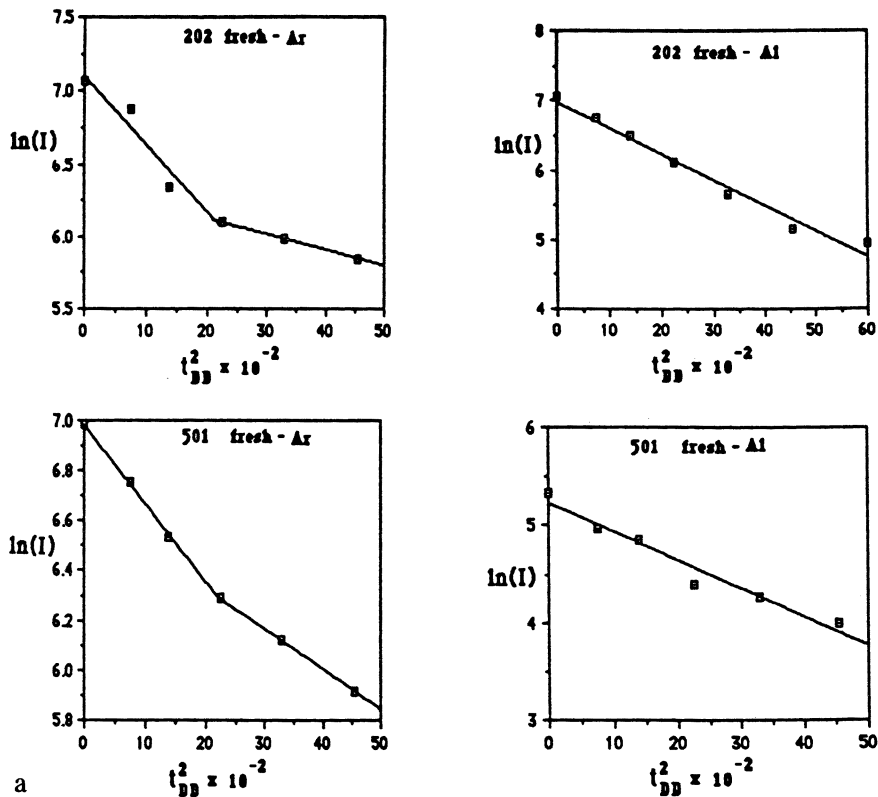 202 fresh - Ar
7.5
7.0
ln(I)
6.5
6.0
5.5
0 10 20 30 40 50
t²DD x 10⁻²
202 fresh - Al
8
7
ln(I)
6
5
4
0 10 20 30 40 50 60
t²DD x 10⁻²
501 fresh - Ar
7.0
6.8
6.6
ln(I)
6.4
6.2
6.0
5.8
0 10 20 30 40 50
t²DD x 10⁻²
501 fresh - Al
6
5
ln(I)
4
3
0 10 20 30 40 50
t²DD x 10⁻²
a